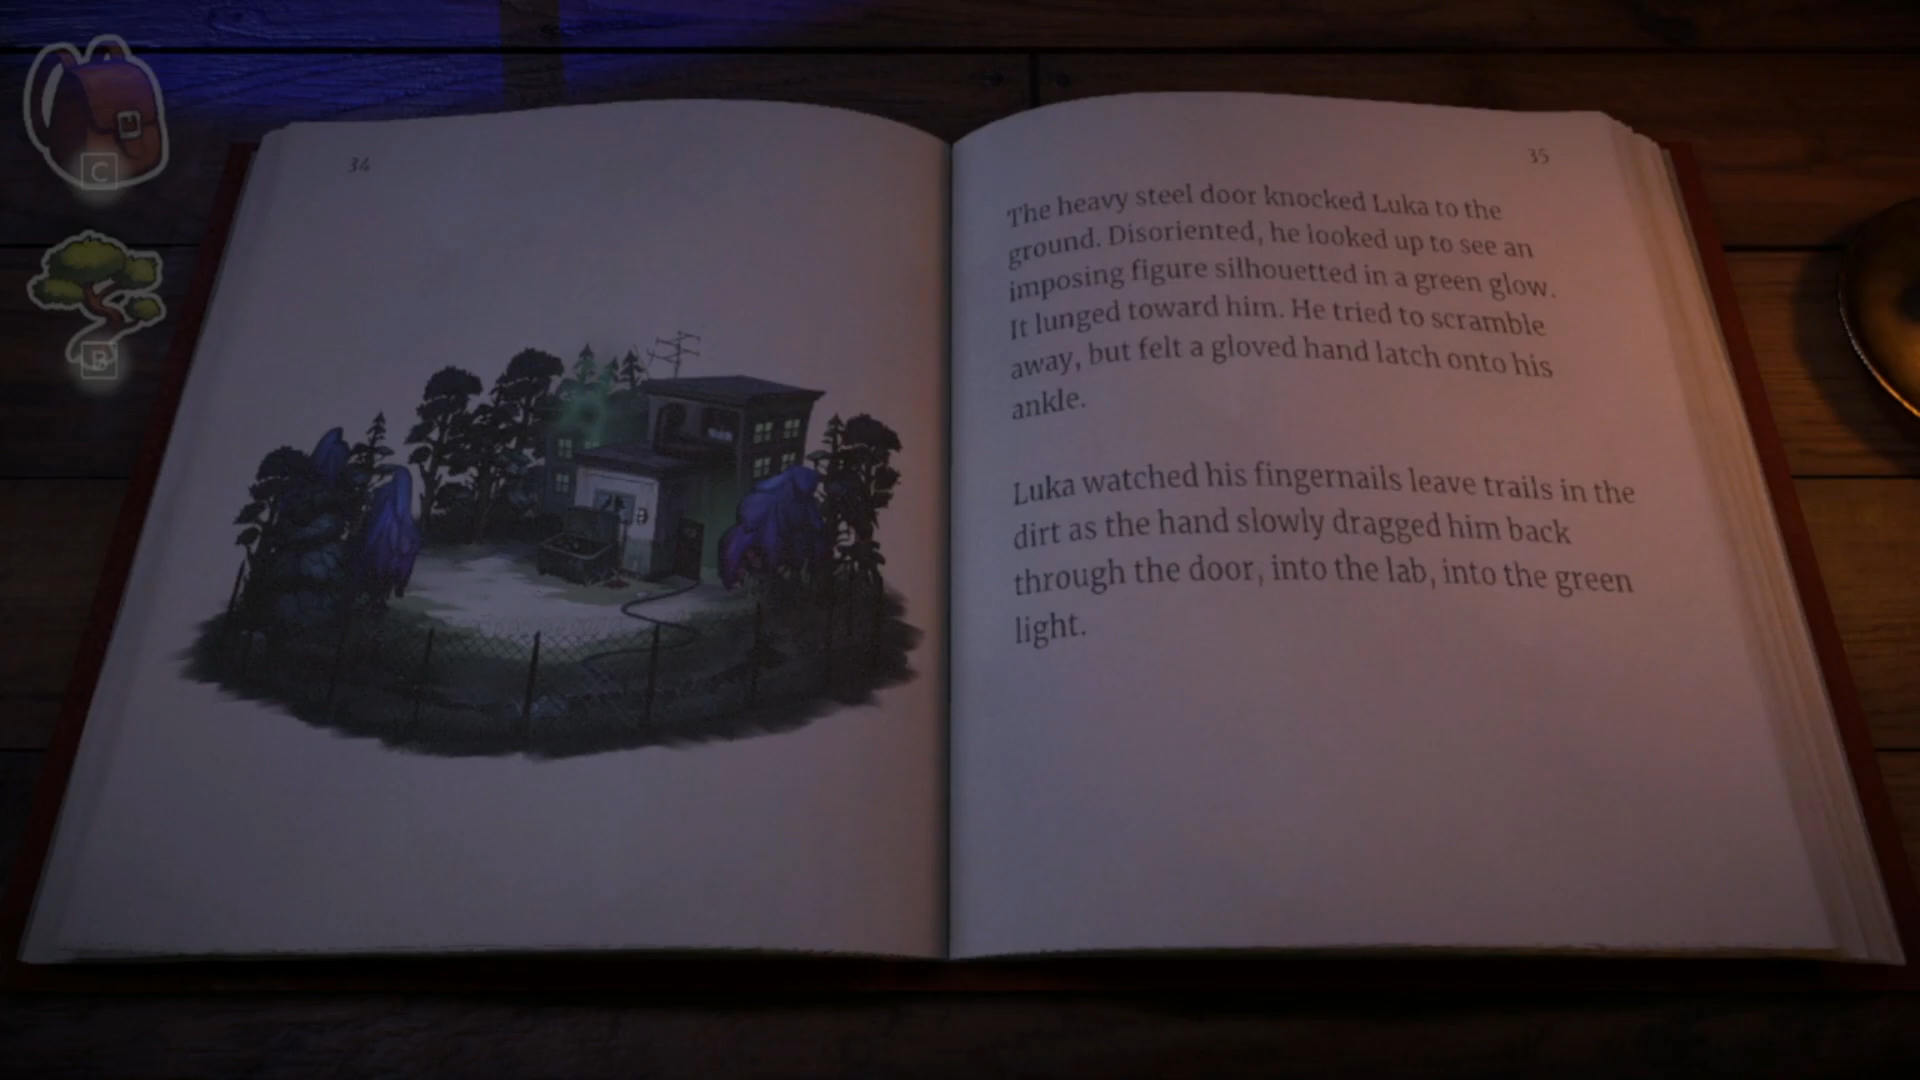 C
B
34
35
The heavy steel door knocked Luka to the
ground. Disoriented, he looked up to see an
imposing figure silhouetted in a green glow.
It lunged toward him. He tried to scramble
away, but felt a gloved hand latch onto his
ankle.
Luka watched his fingernails leave trails in the
dirt as the hand slowly dragged him back
through the door, into the lab, into the green
light.